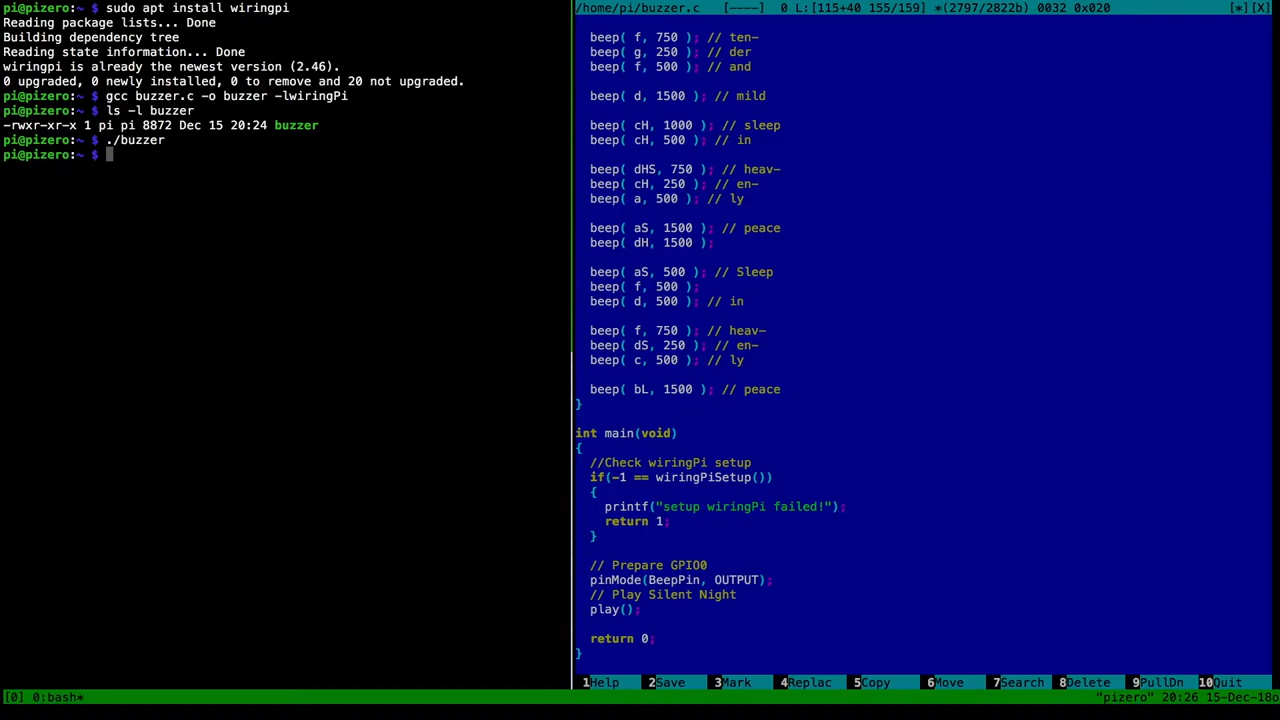 pi@pizero:~ $ sudo apt install wiringpi
Reading package lists... Done
Building dependency tree
Reading state information... Done
wiringpi is already the newest version (2.46).
0 upgraded, 0 newly installed, 0 to remove and 20 not upgraded.
pi@pizero:~ $ gcc buzzer.c -o buzzer -lwiringPi
pi@pizero:~ $ ls -l buzzer
-rwxr-xr-x 1 pi pi 8872 Dec 15 20:24 buzzer
pi@pizero:~ $ ./buzzer
pi@pizero:~ $
/home/pi/buzzer.c [----] 0 L:[115+40 155/159] *(2797/2822b) 0032 0x020 [*][X]
beep( f, 750 ); // ten-
beep( g, 250 ); // der
beep( f, 500 ); // and
beep( d, 1500 ); // mild
beep( cH, 1000 ); // sleep
beep( cH, 500 ); // in
beep( dHS, 750 ); // heav-
beep( cH, 250 ); // en-
beep( a, 500 ); // ly
beep( aS, 1500 ); // peace
beep( dH, 1500 );
beep( aS, 500 ); // Sleep
beep( f, 500 );
beep( d, 500 ); // in
beep( f, 750 ); // heav-
beep( dS, 250 ); // en-
beep( c, 500 ); // ly
beep( bL, 1500 ); // peace
}
int main(void)
{
//Check wiringPi setup
if(-1 == wiringPiSetup())
{
printf("setup wiringPi failed!");
return 1;
}
// Prepare GPIO0
pinMode(BeepPin, OUTPUT);
// Play Silent Night
play();
return 0;
}
1Help 2Save 3Mark 4Replac 5Copy 6Move 7Search 8Delete 9PullDn 10Quit
[0] 0:bash* "pizero" 20:26 15-Dec-18